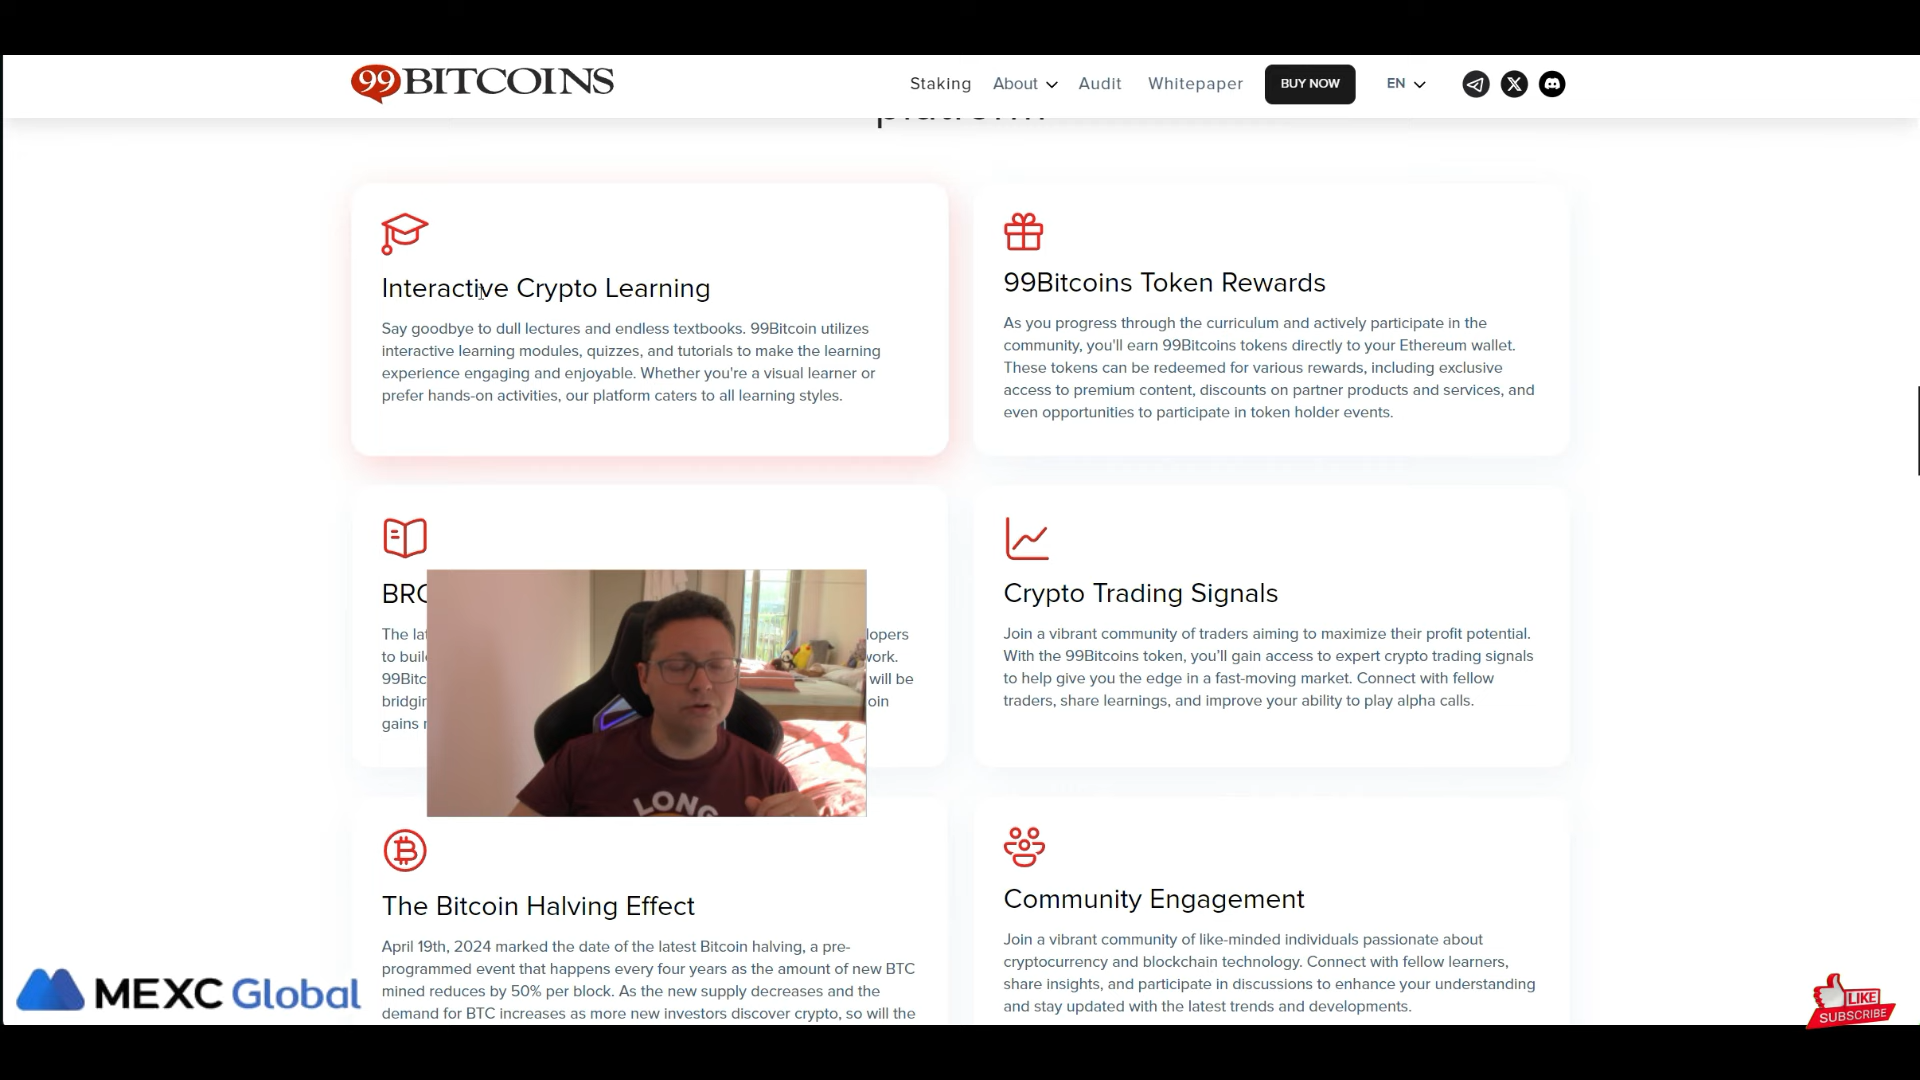 99BITCOINS
Staking About Audit Whitepaper BUY NOW EN
platform
Interactive Crypto Learning
Say goodbye to dull lectures and endless textbooks. 99Bitcoin utilizes
interactive learning modules, quizzes, and tutorials to make the learning
experience engaging and enjoyable. Whether you're a visual learner or
prefer hands-on activities, our platform caters to all learning styles.
99Bitcoins Token Rewards
As you progress through the curriculum and actively participate in the
community, you'll earn 99Bitcoins tokens directly to your Ethereum wallet.
These tokens can be redeemed for various rewards, including exclusive
access to premium content, discounts on partner products and services, and
even opportunities to participate in token holder events.
BRC
The lat
lopers
to buil
work.
99Bitc
will be
bridgin
oin
gains
LONG
Crypto Trading Signals
Join a vibrant community of traders aiming to maximize their profit potential.
With the 99Bitcoins token, you’ll gain access to expert crypto trading signals
to help give you the edge in a fast-moving market. Connect with fellow
traders, share learnings, and improve your ability to play alpha calls.
The Bitcoin Halving Effect
April 19th, 2024 marked the date of the latest Bitcoin halving, a pre-
programmed event that happens every four years as the amount of new BTC
mined reduces by 50% per block. As the new supply decreases and the
demand for BTC increases as more new investors discover crypto, so will the
Community Engagement
Join a vibrant community of like-minded individuals passionate about
cryptocurrency and blockchain technology. Connect with fellow learners,
share insights, and participate in discussions to enhance your understanding
and stay updated with the latest trends and developments.
MEXC Global
LIKE
SUBSCRIBE